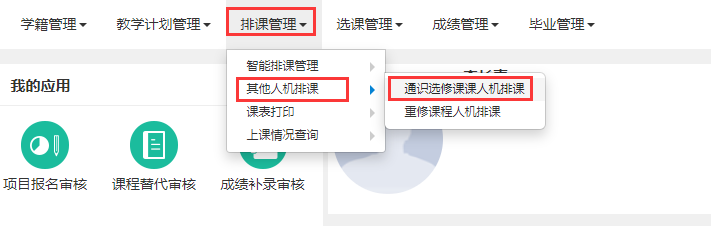 学籍管理 教学计划管理 排课管理 选课管理 成绩管理 毕业管理
我的应用
智能排课管理
其他人机排课
课表打印
上课情况查询
通识选修课课人机排课
重修课程人机排课
项目报名审核 课程替代审核 成绩补录审核